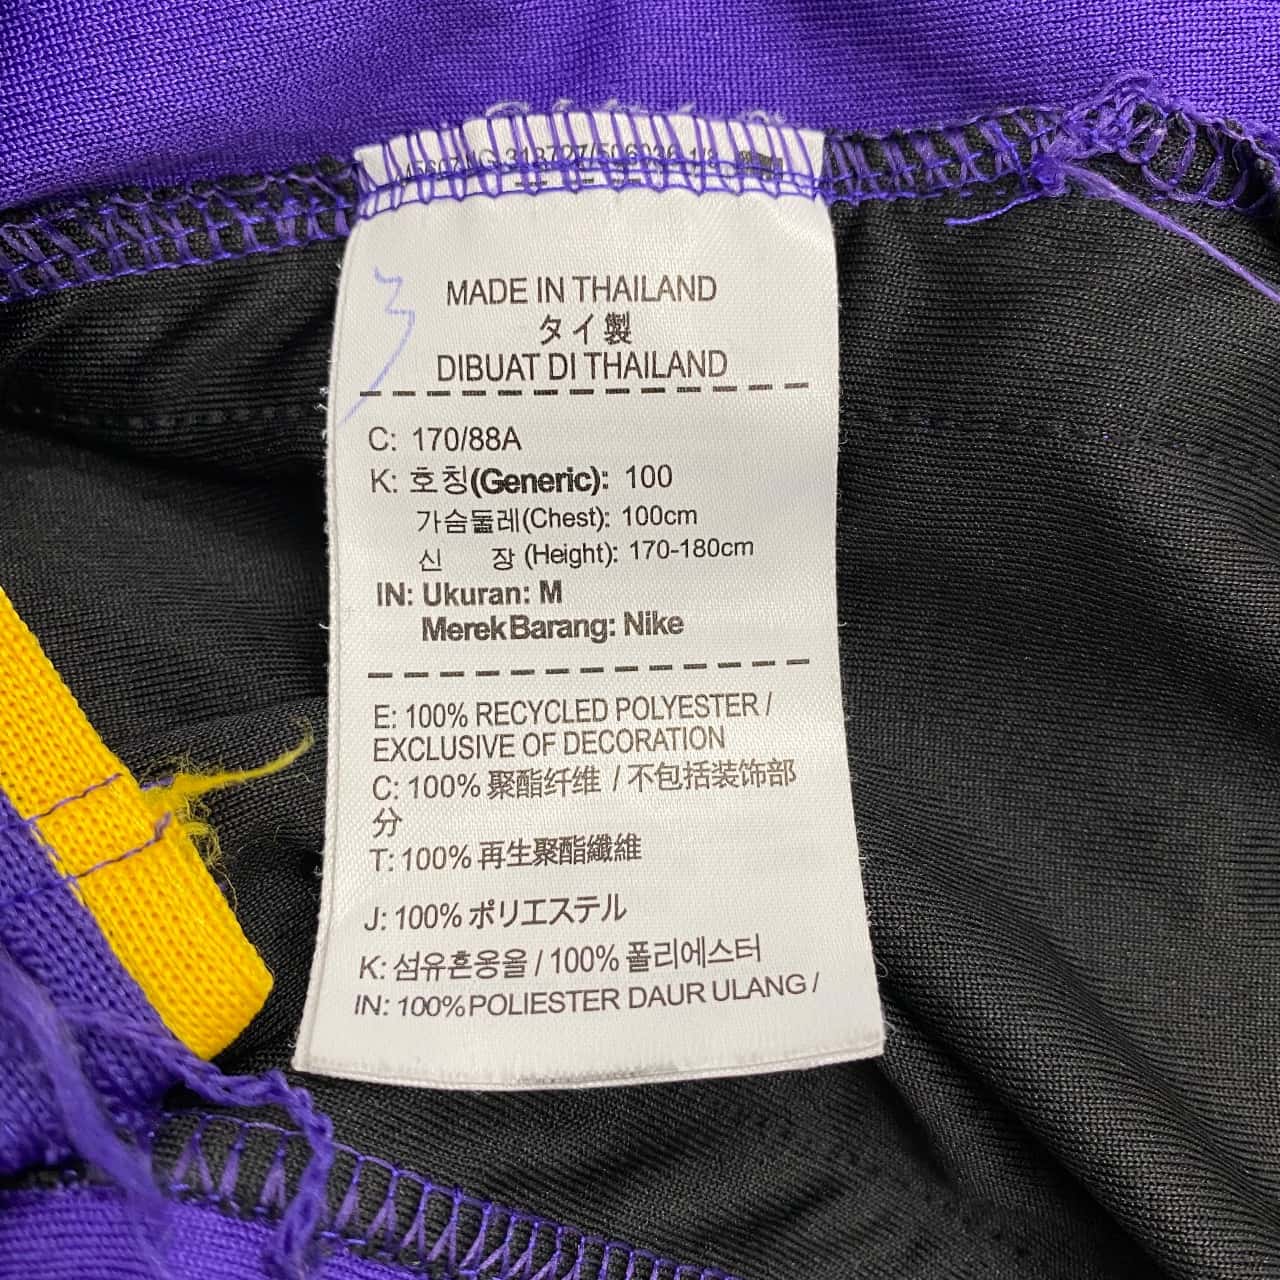 3
MADE IN THAILAND
タイ製
DIBUAT DI THAILAND
C: 170/88A
K: 호칭(Generic): 100
가슴둘레(Chest): 100cm
신 장 (Height): 170-180cm
IN: Ukuran: M
Merek Barang: Nike
E: 100% RECYCLED POLYESTER /
EXCLUSIVE OF DECORATION
C: 100% 聚酯纤维 / 不包括装饰部
分
T: 100% 再生聚酯纖維
J: 100% ポリエステル
K: 섬유혼용율 / 100% 폴리에스터
IN: 100% POLIESTER DAUR ULANG /